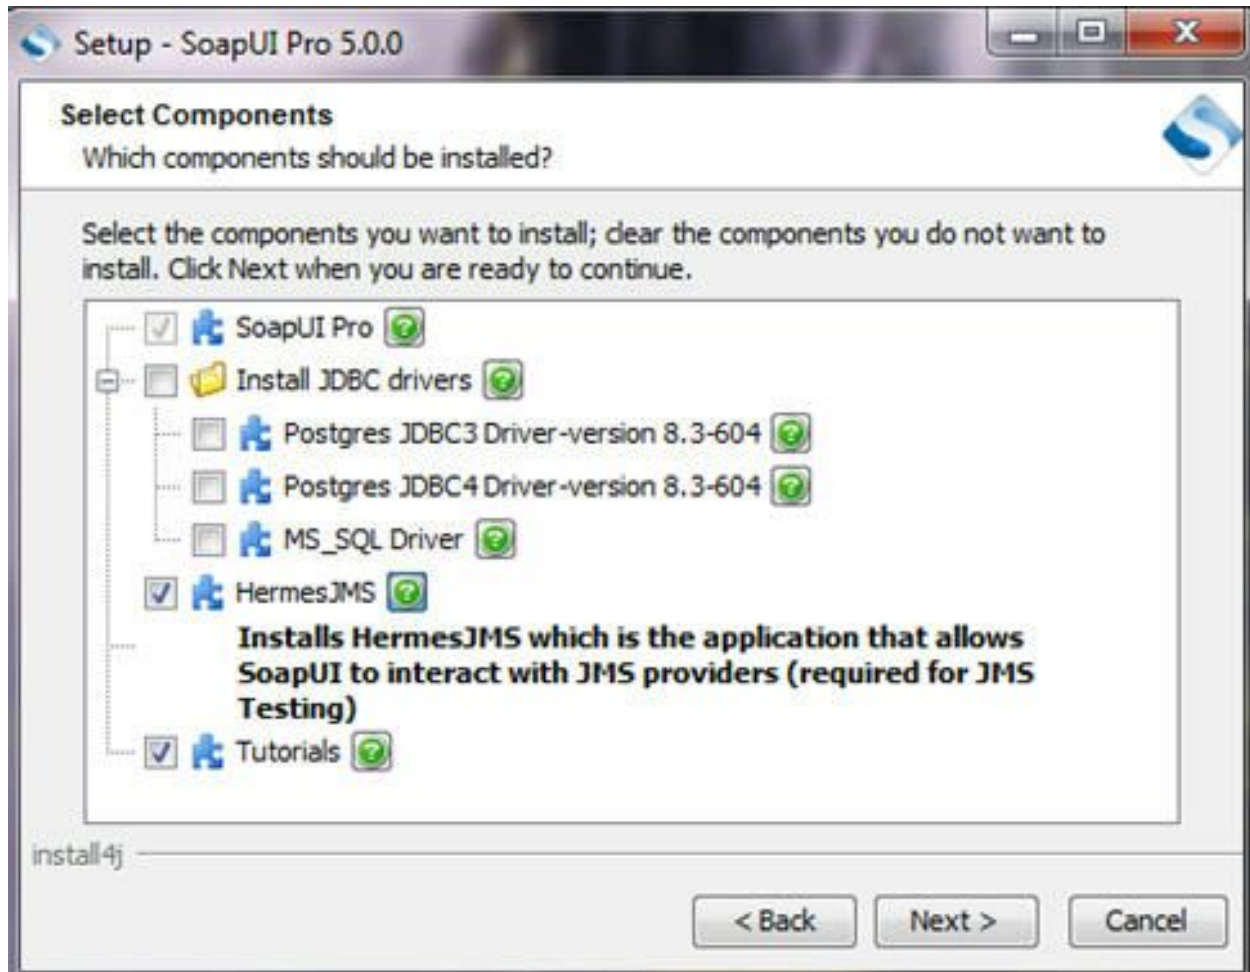 Setup - SoapUI Pro 5.0.0
Select Components
Which components should be installed?
Select the components you want to install; clear the components you do not want to
install. Click Next when you are ready to continue.
SoapUI Pro
Install JDBC drivers
Postgres JDBC3 Driver-version 8.3-604
Postgres JDBC4 Driver-version 8.3-604
MS_SQL Driver
HermesJMS
Installs HermesJMS which is the application that allows
SoapUI to interact with JMS providers (required for JMS
Testing)
Tutorials
install4j
< Back
Next >
Cancel